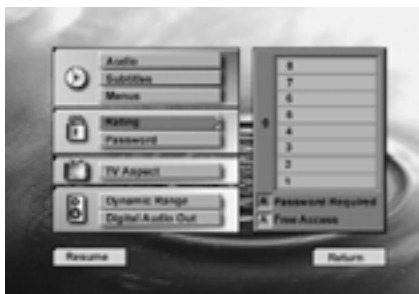 Audio
Subtitles
Menus
Rating
Password
TV Aspect
Dynamic Range
Digital Audio Out
8
7
6
5
4
3
2
1
Password Required
Free Access
Resume
Return